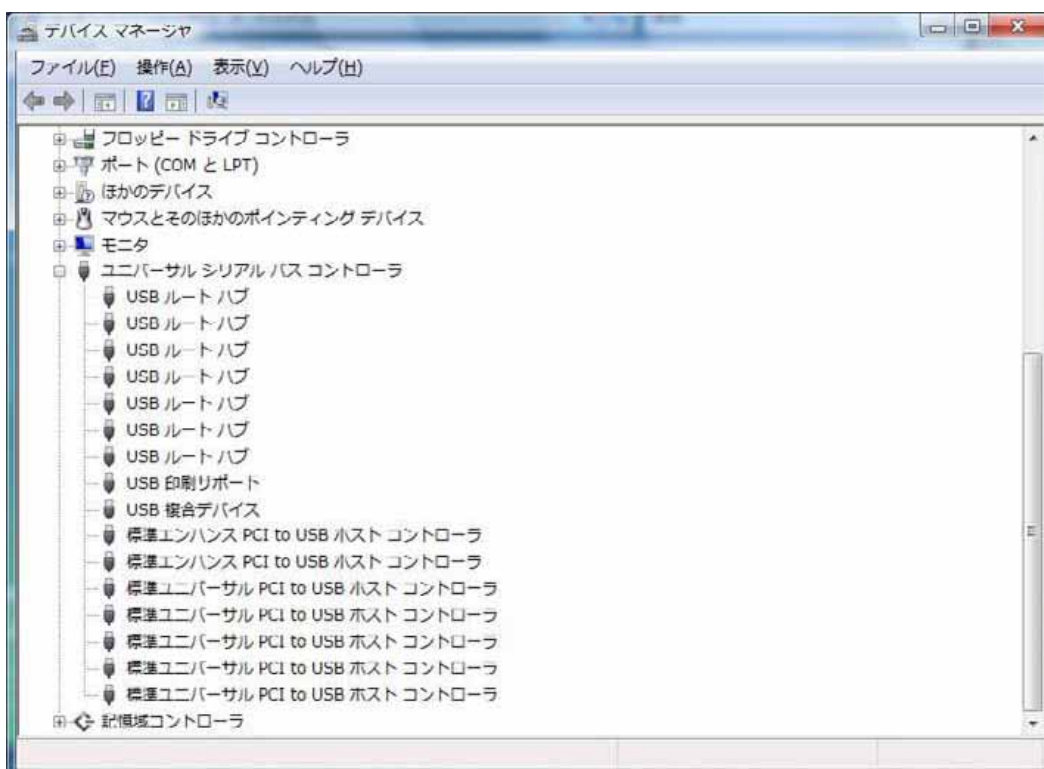 デバイス マネージャ
ファイル(F) 操作(A) 表示(V) ヘルプ(H)
フロッピー ドライブ コントローラ
ポート (COM と LPT)
ほかのデバイス
マウスとそのほかのポインティング デバイス
モニタ
ユニバーサル シリアル バス コントローラ
USB ルート ハブ
USB ルート ハブ
USB ルート ハブ
USB ルート ハブ
USB ルート ハブ
USB ルート ハブ
USB ルート ハブ
USB 印刷サポート
USB 複合デバイス
標準エンハンス PCI to USB ホスト コントローラ
標準エンハンス PCI to USB ホスト コントローラ
標準ユニバーサル PCI to USB ホスト コントローラ
標準ユニバーサル PCI to USB ホスト コントローラ
標準ユニバーサル PCI to USB ホスト コントローラ
標準ユニバーサル PCI to USB ホスト コントローラ
標準ユニバーサル PCI to USB ホスト コントローラ
記憶域コントローラ